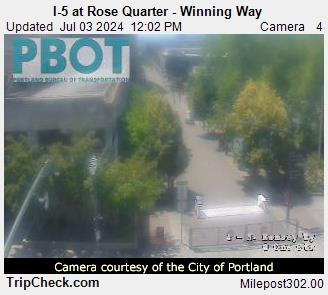 I-5 at Rose Quarter - Winning Way
Updated Jul 03 2024 12:02 PM Camera 4
PBOT
PORTLAND BUREAU OF TRANSPORTATION
Camera courtesy of the City of Portland
TripCheck.com Milepost302.00